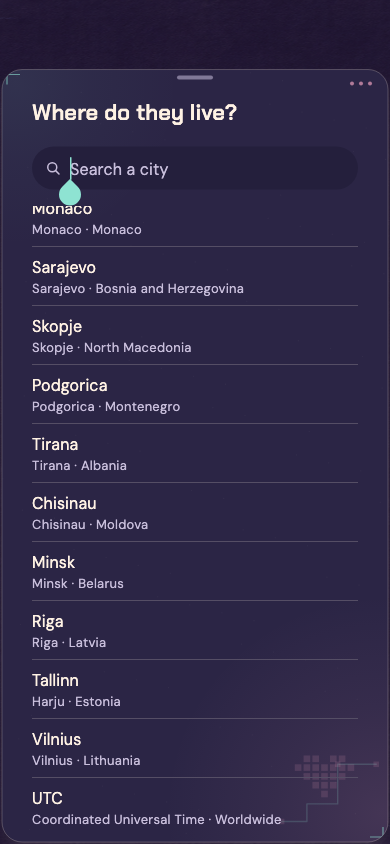 Where do they live?
Search a city
Monaco
Monaco · Monaco
Sarajevo
Sarajevo · Bosnia and Herzegovina
Skopje
Skopje · North Macedonia
Podgorica
Podgorica · Montenegro
Tirana
Tirana · Albania
Chisinau
Chisinau · Moldova
Minsk
Minsk · Belarus
Riga
Riga · Latvia
Tallinn
Harju · Estonia
Vilnius
Vilnius · Lithuania
UTC
Coordinated Universal Time · Worldwide